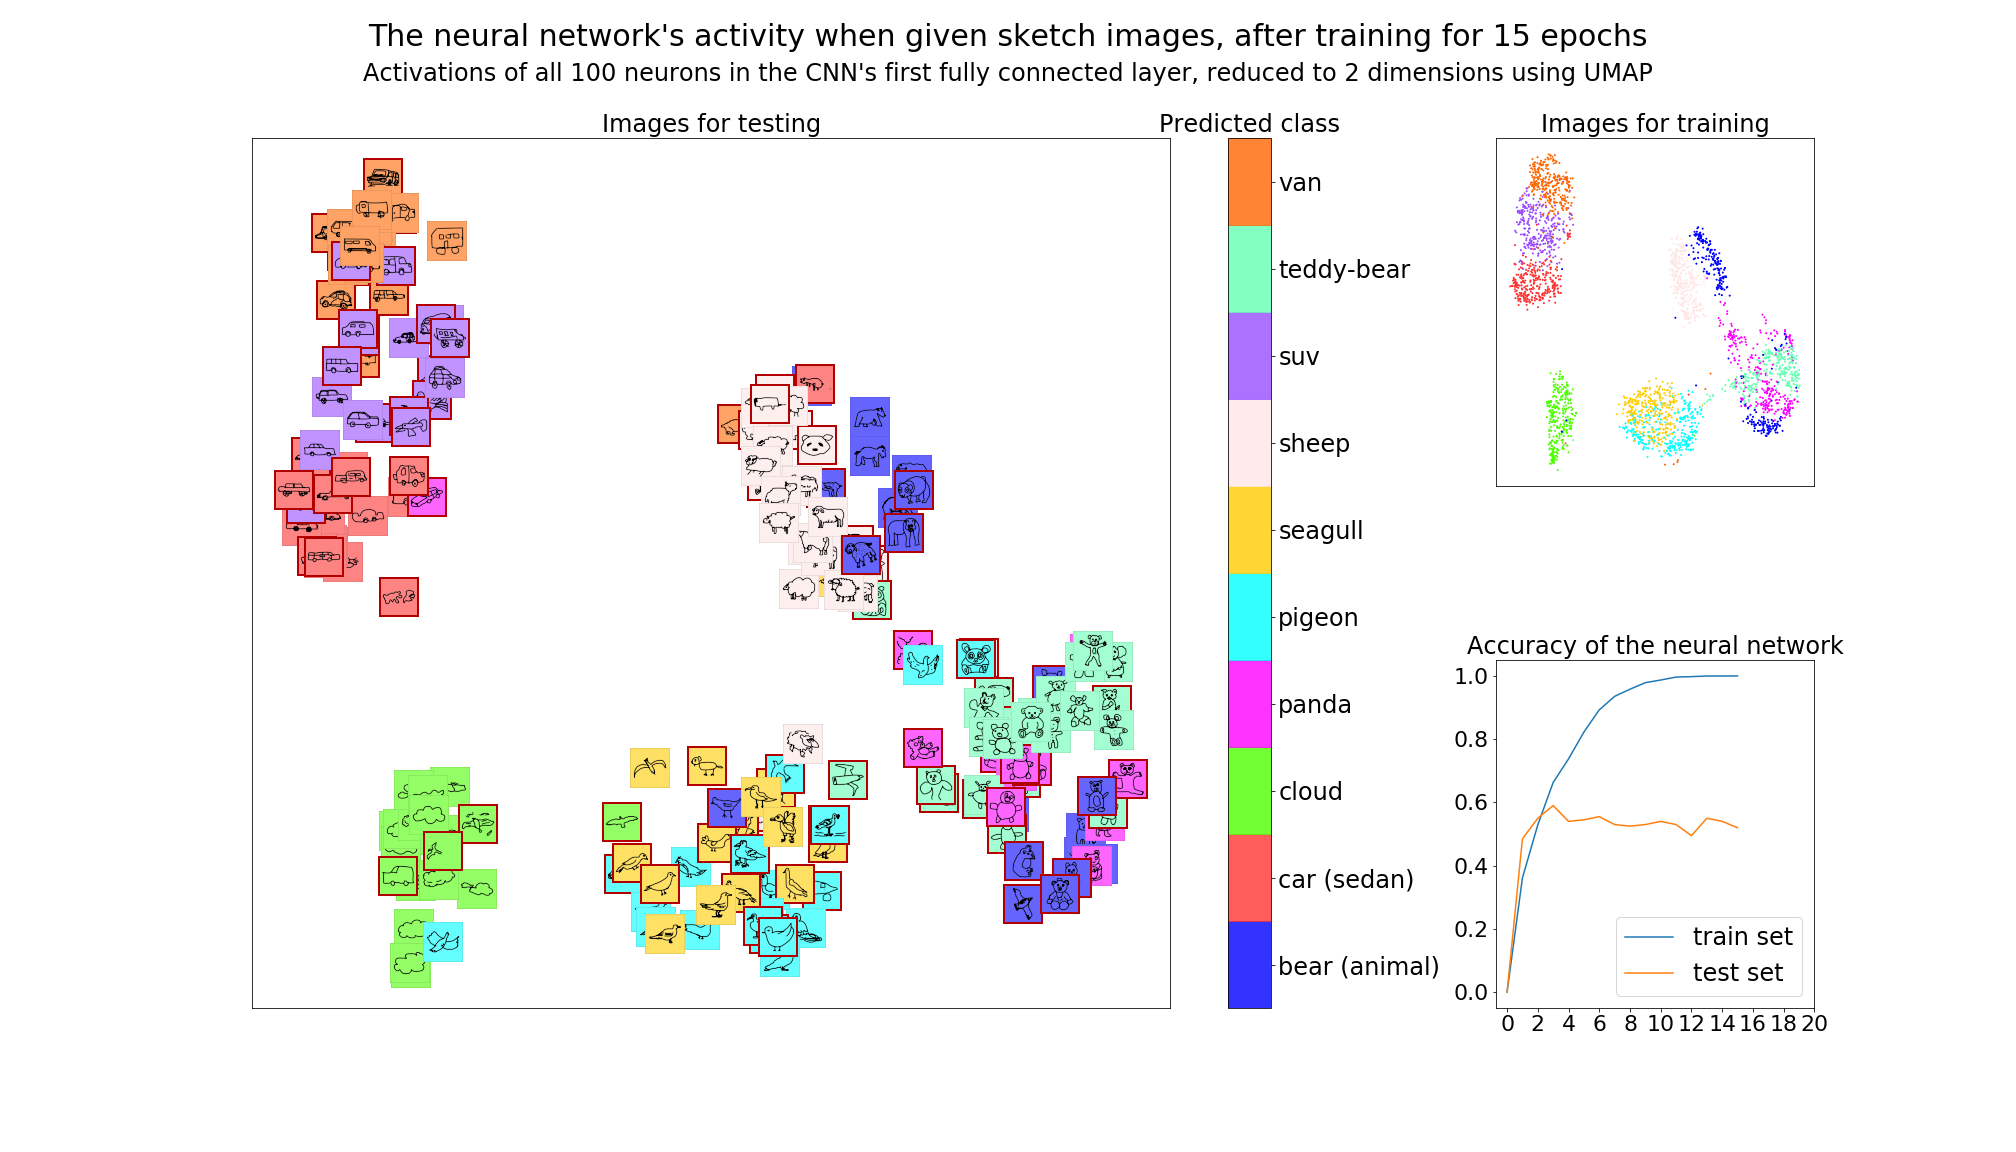 The neural network's activity when given sketch images, after training for 15 epochs
Activations of all 100 neurons in the CNN's first fully connected layer, reduced to 2 dimensions using UMAP
Images for testing
Predicted class
van
teddy-bear
suv
sheep
seagull
pigeon
panda
cloud
car (sedan)
bear (animal)
Images for training
Accuracy of the neural network
1.0
0.8
0.6
0.4
0.2
0.0
train set
test set
0 2 4 6 8 10 12 14 16 18 20